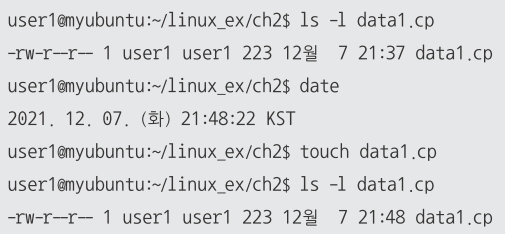 user1@myubuntu:~/linux_ex/ch2$ ls -l data1.cp
-rw-r--r-- 1 user1 user1 223 12월  7 21:37 data1.cp
user1@myubuntu:~/linux_ex/ch2$ date
2021. 12. 07. (화) 21:48:22 KST
user1@myubuntu:~/linux_ex/ch2$ touch data1.cp
user1@myubuntu:~/linux_ex/ch2$ ls -l data1.cp
-rw-r--r-- 1 user1 user1 223 12월  7 21:48 data1.cp